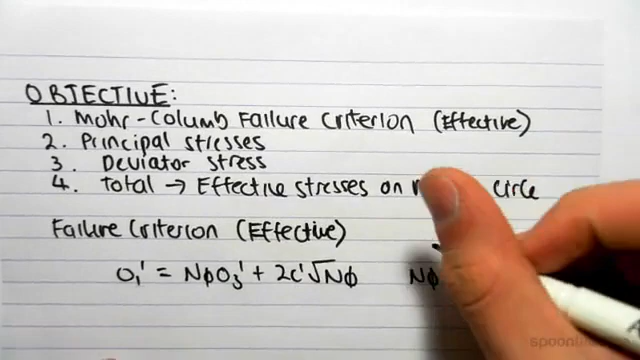 OBJECTIVE:
1. Mohr-Columb Failure Criterion (Effective)
2. Principal stresses
3. Deviator stress
4. Total → Effective stresses on circle
Failure Criterion (Effective)
σ₁' = Nφσ₃' + 2c'√Nφ Nφ